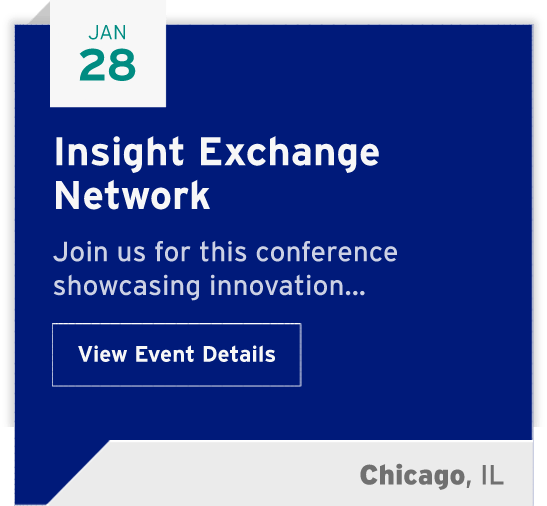 JAN
28
Insight Exchange
Network
Join us for this conference
showcasing innovation...
View Event Details
Chicago, IL